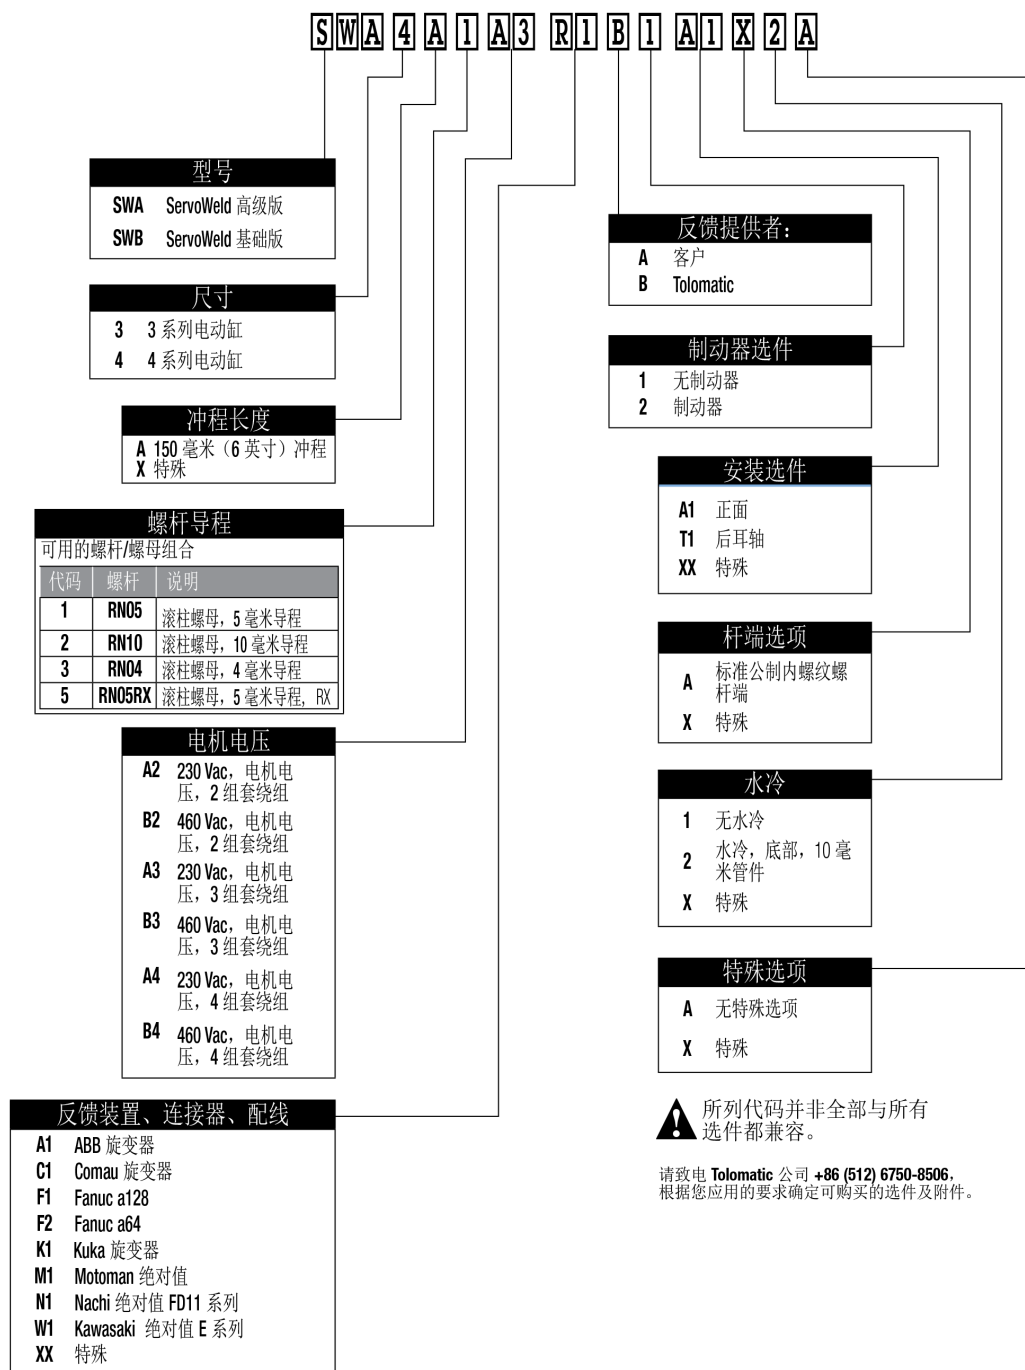 SWA4A1A3 R1B1 A1X2A
型号
SWA ServoWeld 高级版
SWB ServoWeld 基础版
尺寸
3 3 系列电动缸
4 4 系列电动缸
冲程长度
A 150 毫米（6 英寸）冲程
X 特殊
螺杆导程
可用的螺杆/螺母组合
代码 螺杆 说明
1 RN05 滚柱螺母，5 毫米导程
2 RN10 滚柱螺母，10 毫米导程
3 RN04 滚柱螺母，4 毫米导程
5 RN05RX 滚柱螺母，5 毫米导程，RX
电机电压
A2 230 Vac，电机电
压，2 组套绕组
B2 460 Vac，电机电
压，2 组套绕组
A3 230 Vac，电机电
压，3 组套绕组
B3 460 Vac，电机电
压，3 组套绕组
A4 230 Vac，电机电
压，4 组套绕组
B4 460 Vac，电机电
压，4 组套绕组
反馈装置、连接器、配线
A1 ABB 旋变器
C1 Comau 旋变器
F1 Fanuc a128
F2 Fanuc a64
K1 Kuka 旋变器
M1 Motoman 绝对值
N1 Nachi 绝对值 FD11 系列
W1 Kawasaki 绝对值 E 系列
XX 特殊
反馈提供者：
A 客户
B Tolomatic
制动器选件
1 无制动器
2 制动器
安装选件
A1 正面
T1 后耳轴
XX 特殊
杆端选项
A 标准公制内螺纹螺
杆端
X 特殊
水冷
1 无水冷
2 水冷，底部，10 毫
米管件
X 特殊
特殊选项
A 无特殊选项
X 特殊
所列代码并非全部与所有
选件都兼容。
请致电 Tolomatic 公司 +86 (512) 6750-8506，
根据您应用的要求确定可购买的选件及附件。